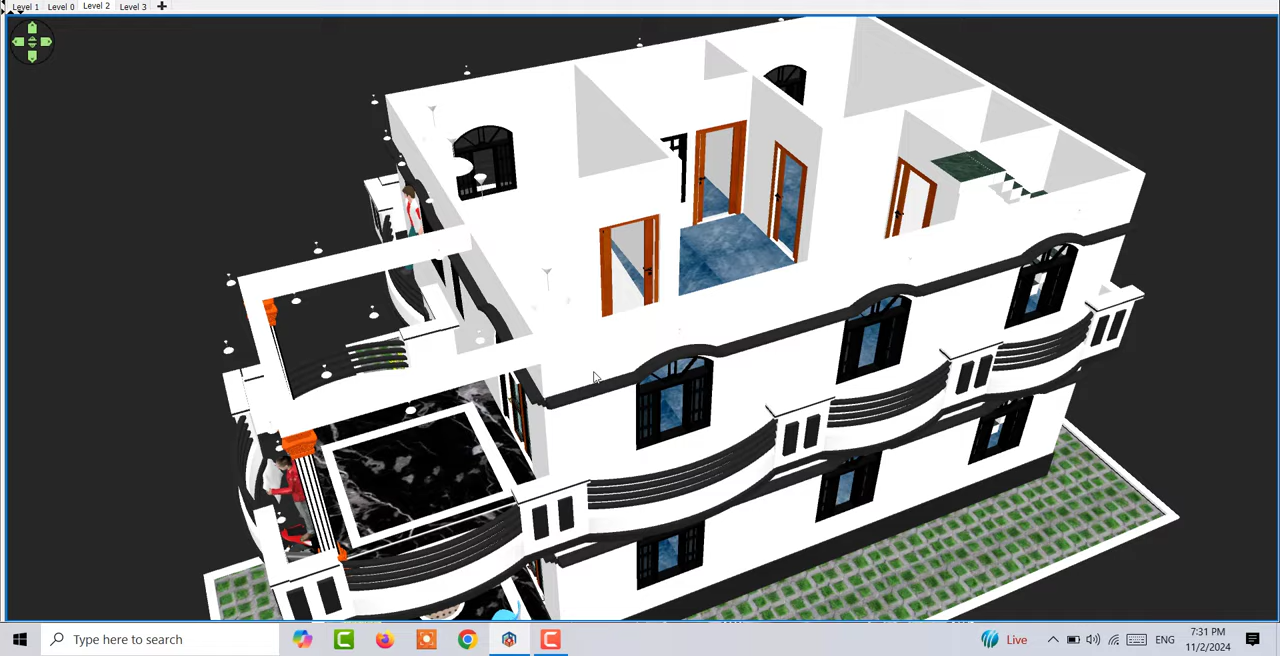 Level 1 Level 0 Level 2 Level 3
Type here to search
Live
ENG
7:31 PM
11/2/2024